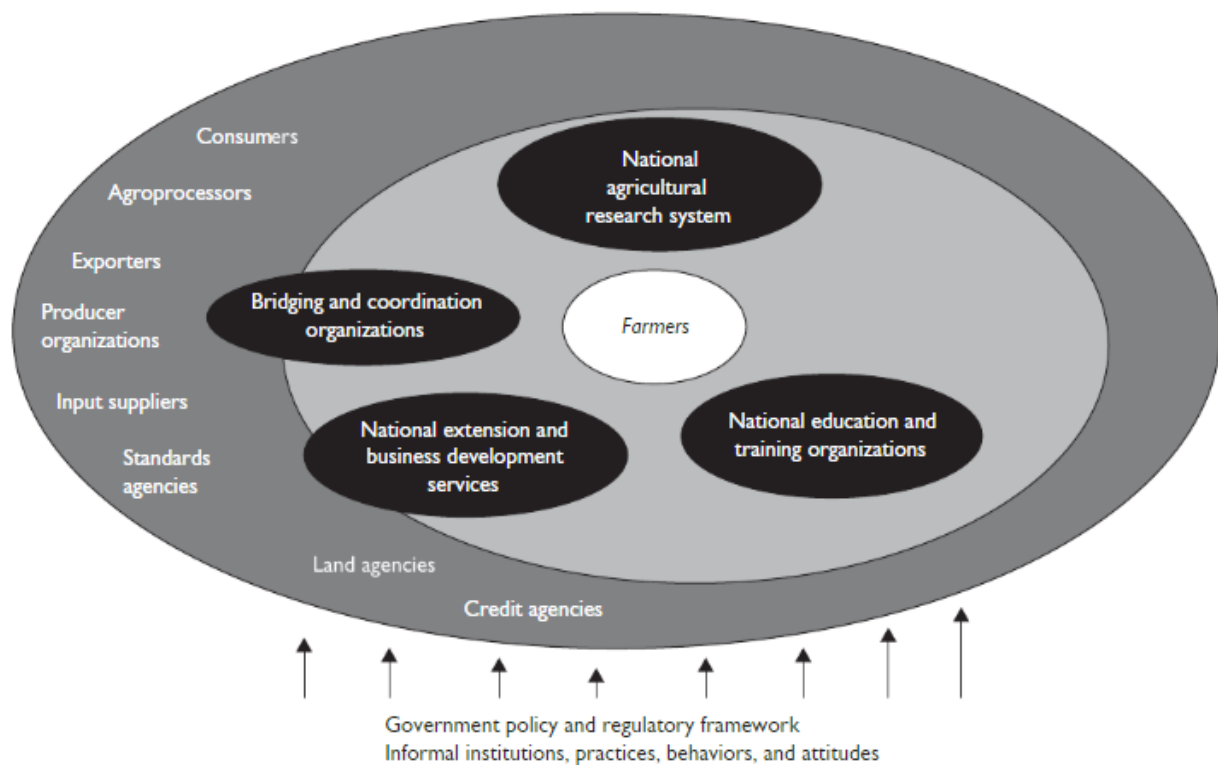 Consumers
National
agricultural
research system
Agroprocessors
Exporters
Bridging and coordination
organizations
Producer
organizations
Farmers
Input suppliers
National extension and
business development
services
National education and
training organizations
Standards
agencies
Land agencies
Credit agencies
Government policy and regulatory framework
Informal institutions, practices, behaviors, and attitudes